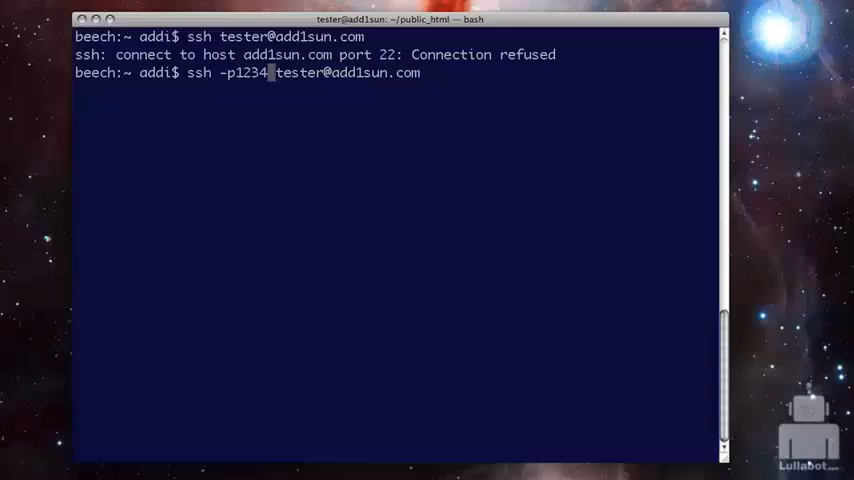 tester@add1sun: ~/public_html — bash
beech:~ addi$ ssh tester@add1sun.com
ssh: connect to host add1sun.com port 22: Connection refused
beech:~ addi$ ssh -p1234 tester@add1sun.com
Lullabot.com